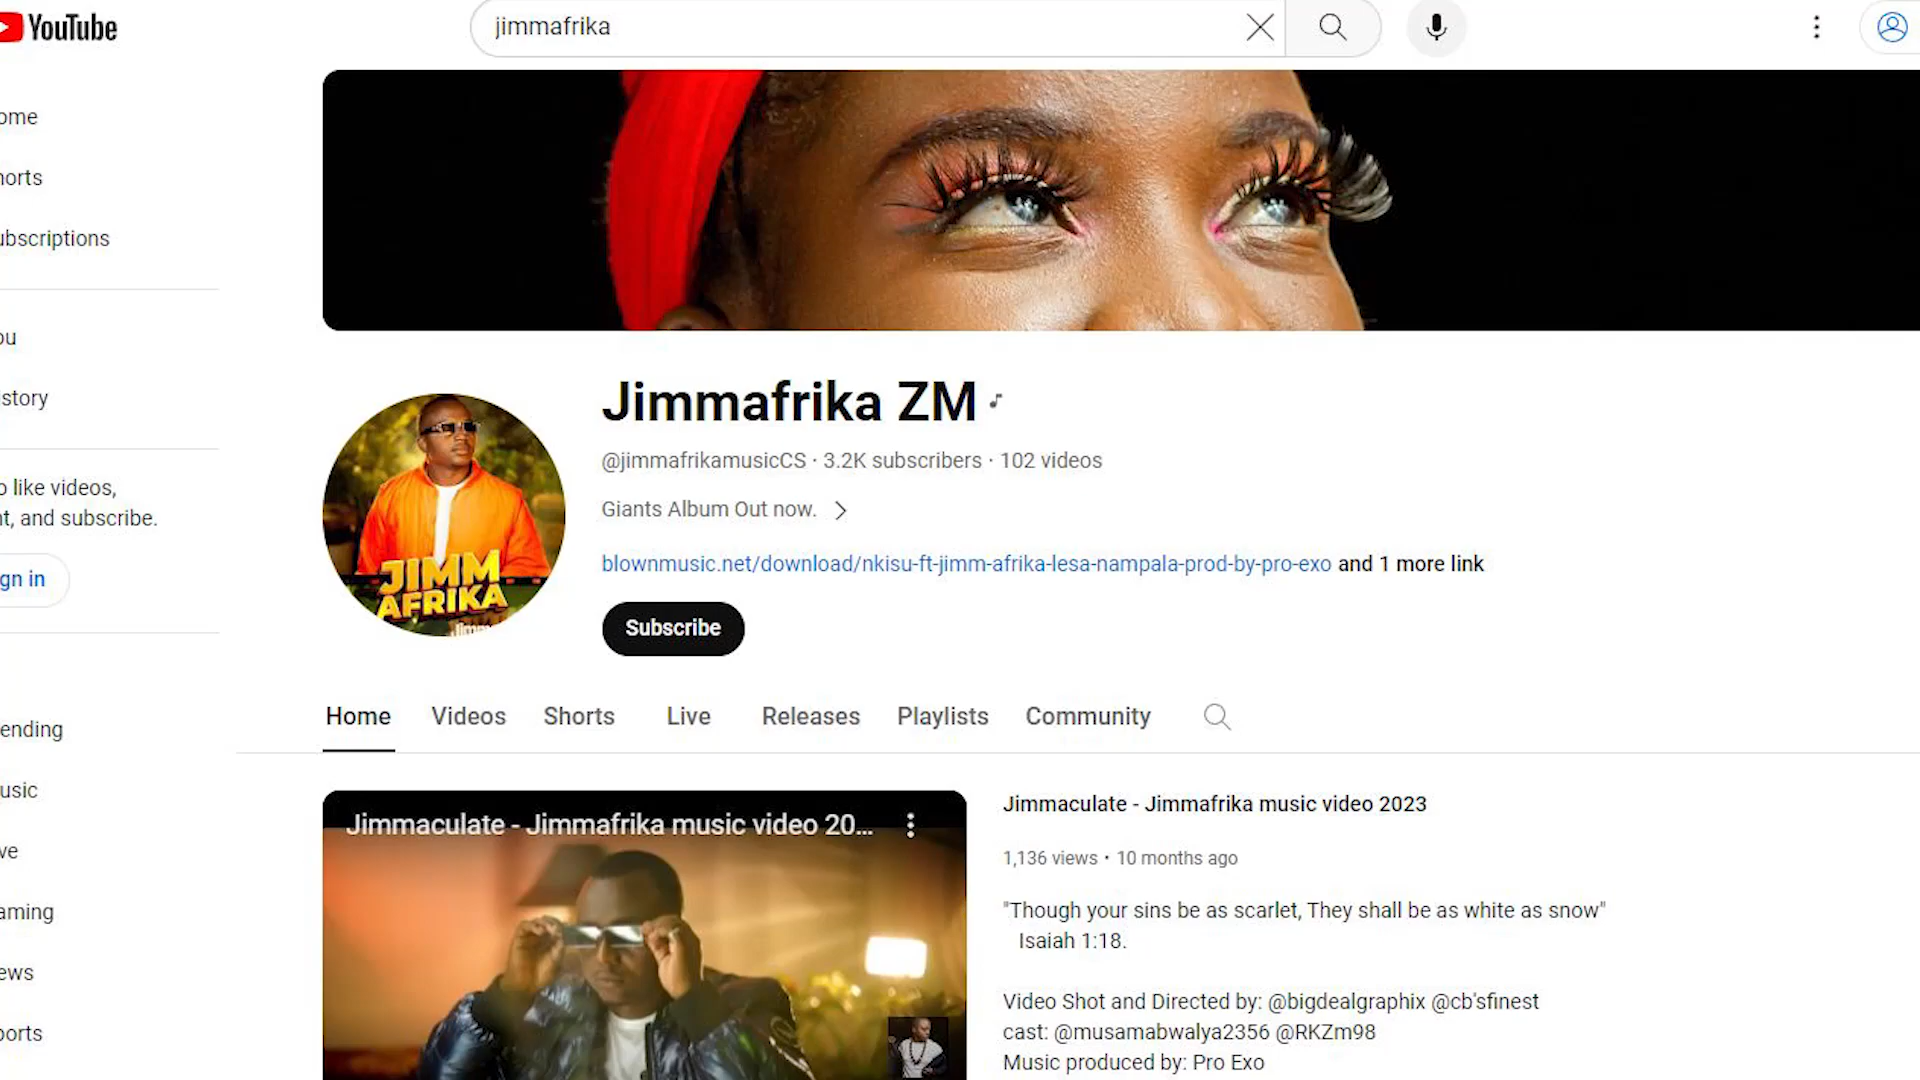 YouTube
jimmafrika
ome
horts
ubscriptions
ou
istory
o like videos,
nt, and subscribe.
gn in
ending
usic
ve
aming
ews
ports
JIMM
AFRIKA
Jimmafrika ZM
@jimmafrikamusicCS · 3.2K subscribers · 102 videos
Giants Album Out now.
blownmusic.net/download/nkisu-ft-jimm-afrika-lesa-nampala-prod-by-pro-exo and 1 more link
Subscribe
Home Videos Shorts Live Releases Playlists Community
Jimmaculate - Jimmafrika music video 20...
Jimmaculate - Jimmafrika music video 2023
1,136 views • 10 months ago
"Though your sins be as scarlet, They shall be as white as snow"
Isaiah 1:18.
Video Shot and Directed by: @bigdealgraphix @cb'sfinest
cast: @musamabwalya2356 @RKZm98
Music produced by: Pro Exo